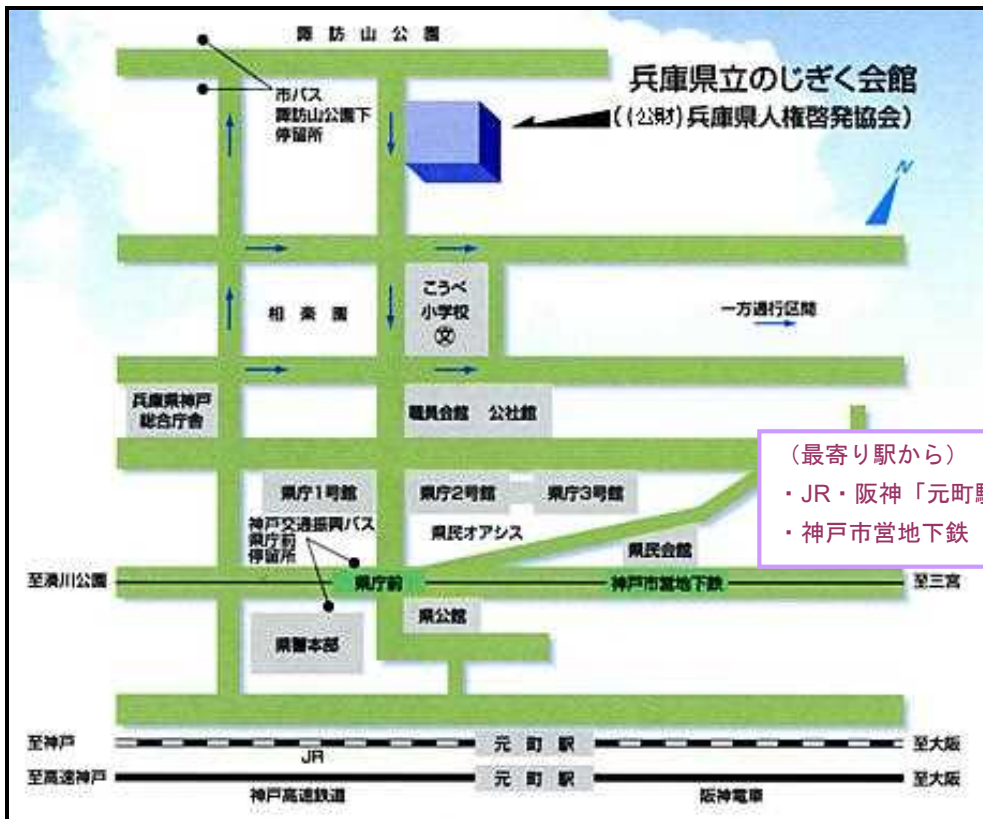 諏訪山公園
市バス
諏訪山公園下
停留所
兵庫県立のじぎく会館
((公財)兵庫県人権啓発協会)
N
相楽園
こうべ
小学校
文
一方通行区間
兵庫県神戸
総合庁舎
職員会館 公社館
(最寄り駅から)
・JR・阪神「元町駅
・神戸市営地下鉄
県庁1号館
県庁2号館
県庁3号館
神戸交通振興バス
県庁前
停留所
県民オアシス
県民会館
至湊川公園
県庁前
神戸市営地下鉄
至三宮
県公館
県警本部
至神戸
JR
元町駅
至大阪
至高速神戸
神戸高速鉄道
元町駅
阪神電車
至大阪